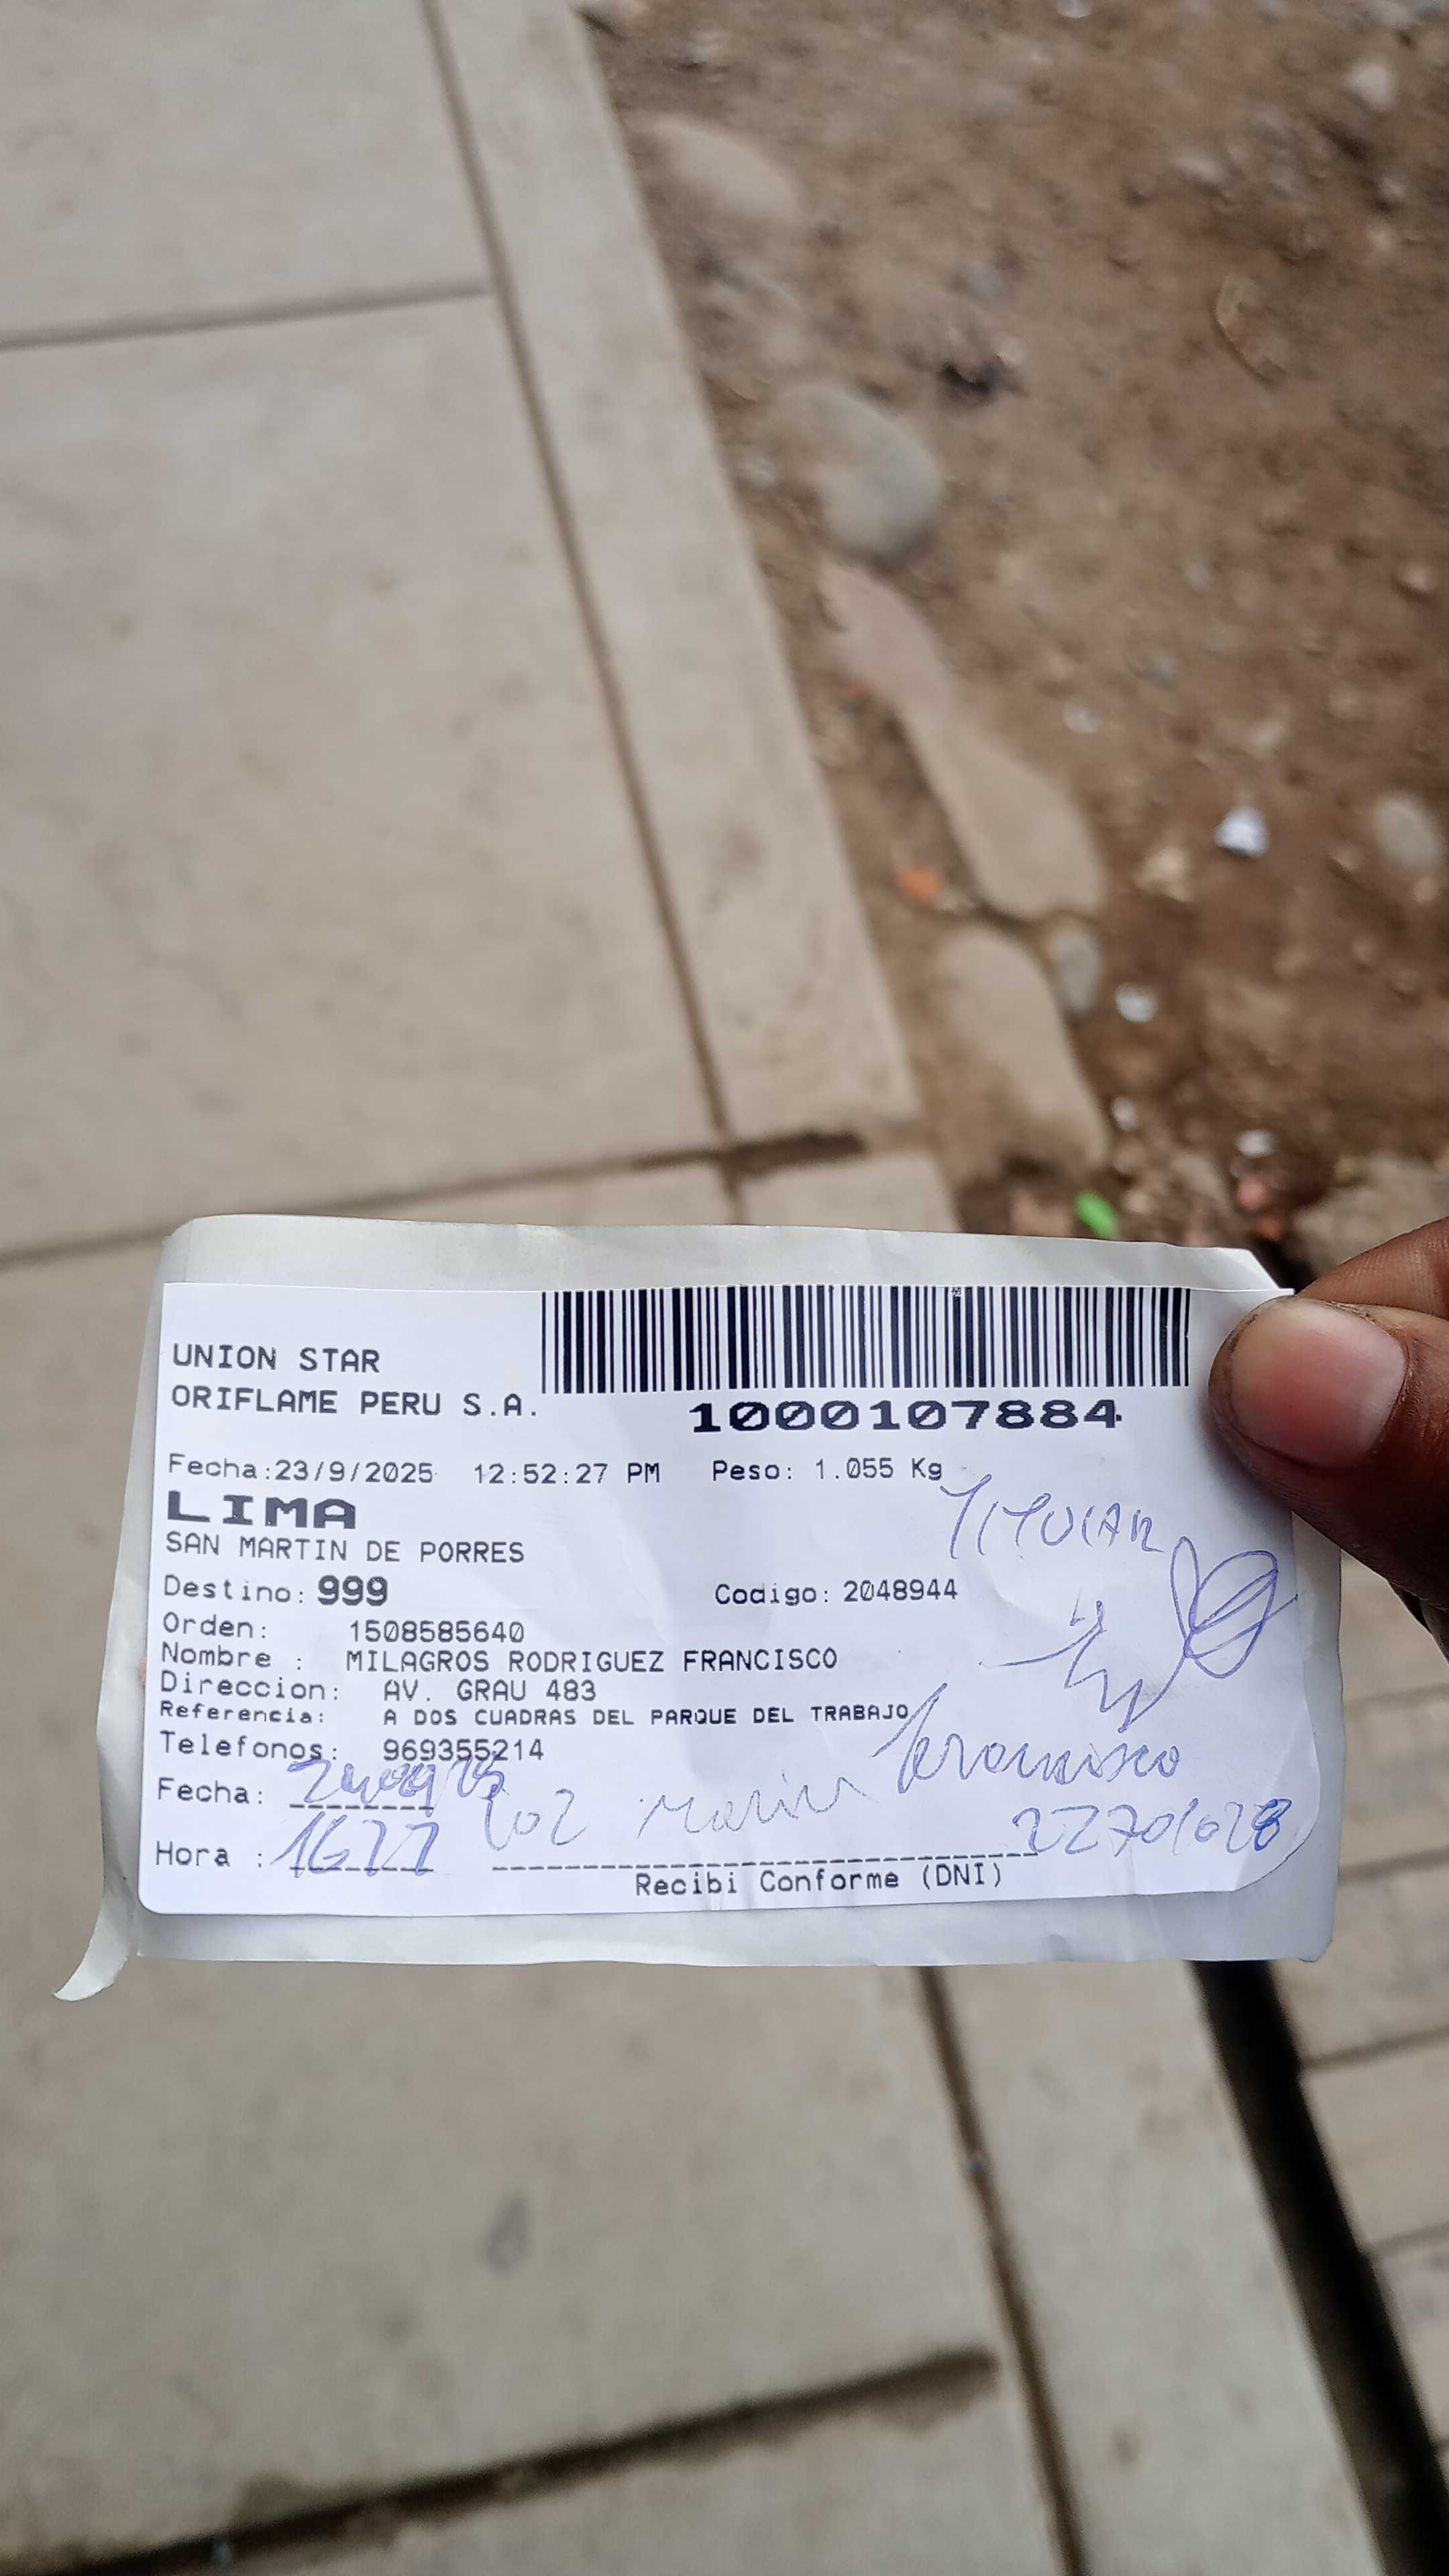 UNION STAR
ORIFLAME PERU S.A.
1000107884
Fecha:23/9/2025 12:52:27 PM Peso: 1.055 Kg
LIMA
TITULAR
SAN MARTIN DE PORRES
Destino: 999 Codigo: 2048944
Orden: 1508585640
Nombre : MILAGROS RODRIGUEZ FRANCISCO
Direccion: AV. GRAU 483
Referencia: A DOS CUADRAS DEL PARQUE DEL TRABAJO
Telefonos: 969355214
Francisco
Fecha:
Hora :
Recibi Conforme (DNI)